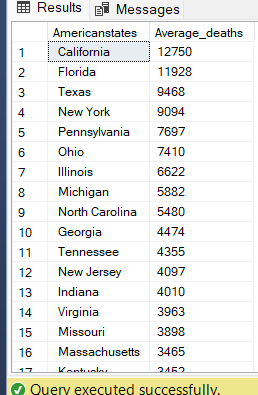 Results Messages
Americanstates Average_deaths
1 California 12750
2 Florida 11928
3 Texas 9468
4 New York 9094
5 Pennsylvania 7697
6 Ohio 7410
7 Illinois 6622
8 Michigan 5882
9 North Carolina 5480
10 Georgia 4474
11 Tennessee 4355
12 New Jersey 4097
13 Indiana 4010
14 Virginia 3963
15 Missouri 3898
16 Massachusetts 3465
17 Kentucky 3452
Query executed successfully.